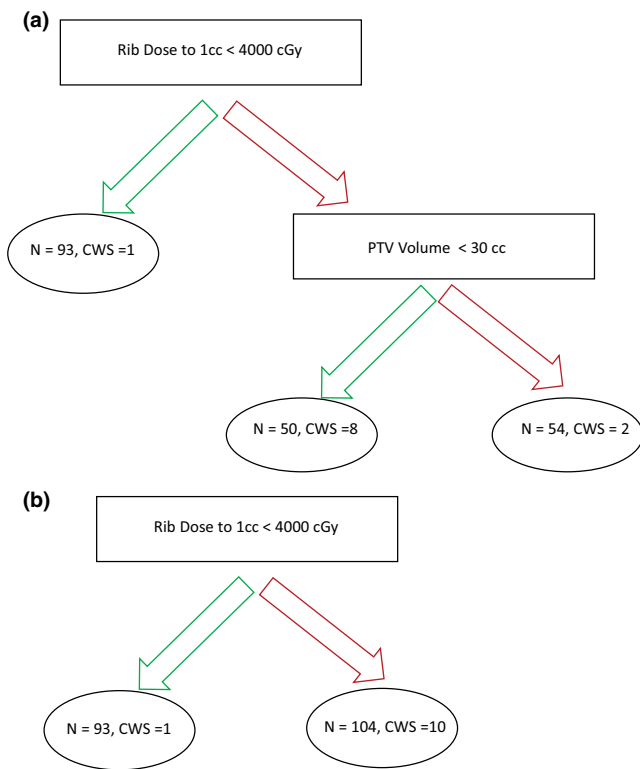 (a)
Rib Dose to 1cc < 4000 cGy
N = 93, CWS =1
PTV Volume < 30 cc
N = 50, CWS =8
N = 54, CWS = 2
(b)
Rib Dose to 1cc < 4000 cGy
N = 93, CWS =1
N = 104, CWS =10